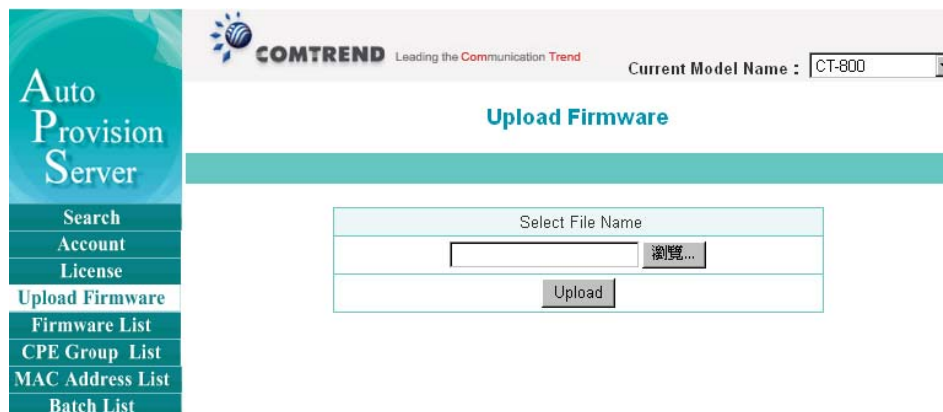 Auto
Provision
Server
COMTREND Leading the Communication Trend
Current Model Name : CT-800
Upload Firmware
Search
Account
License
Upload Firmware
Firmware List
CPE Group List
MAC Address List
Batch List
Select File Name
瀏覽...
Upload